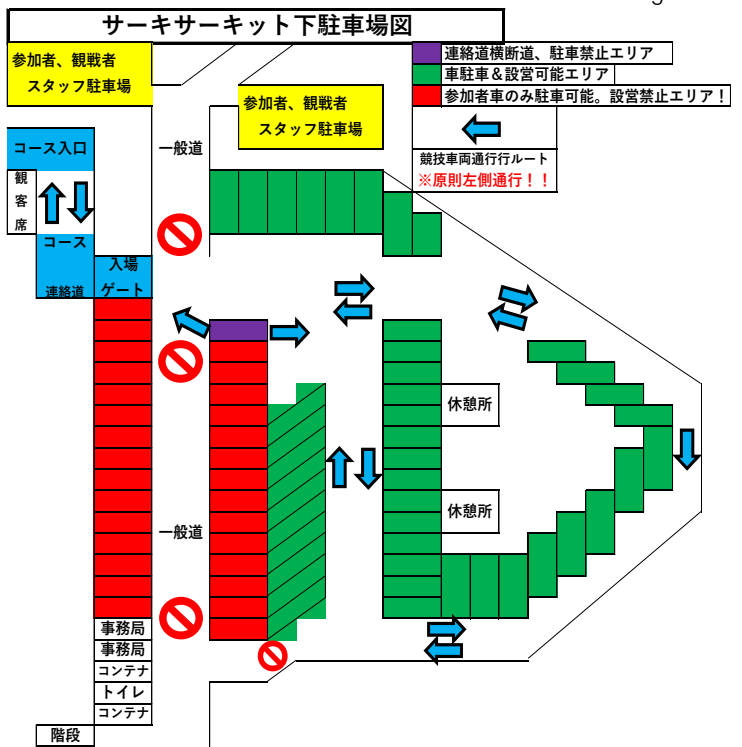 サーキサーキット下駐車場図
参加者、観戦者
スタッフ駐車場
連絡道横断道、駐車禁止エリア
車駐車＆設営可能エリア
参加者車のみ駐車可能。設営禁止エリア！
参加者、観戦者
スタッフ駐車場
一般道
コース入口
競技車両通行行ルート
※原則左側通行！！
観
客
席
コース
連絡道
入場
ゲート
休憩所
休憩所
一般道
事務局
事務局
コンテナ
トイレ
コンテナ
階段